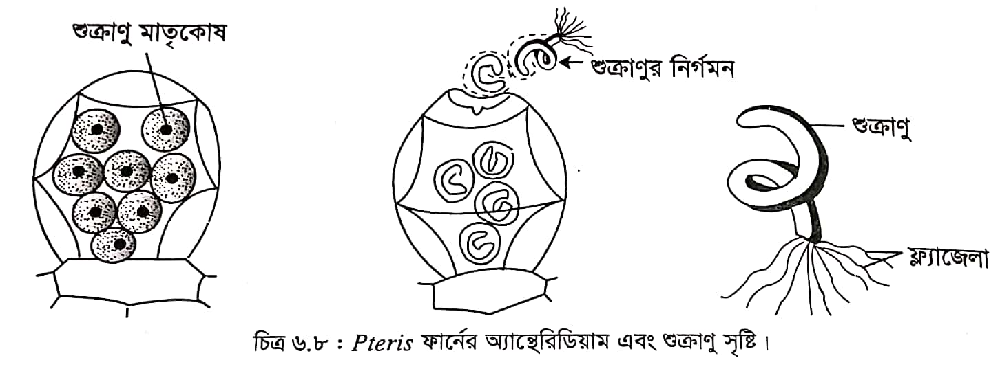 শুক্রাণু মাতৃকোষ
শুক্রাণুর নির্গমন
শুক্রাণু
ফ্ল্যাজেলা
চিত্র ৬.৮ : Pteris ফার্নের অ্যান্থেরিডিয়াম এবং শুক্রাণু সৃষ্টি।